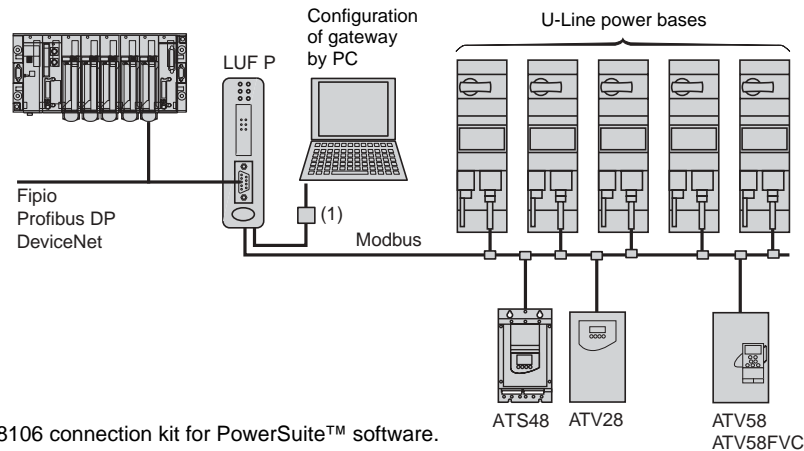 Configuration
of gateway
by PC
U-Line power bases
LUF P
Fipio
Profibus DP
DeviceNet
(1)
Modbus
ATS48
ATV28
ATV58
ATV58FVC
8106 connection kit for PowerSuite™ software.